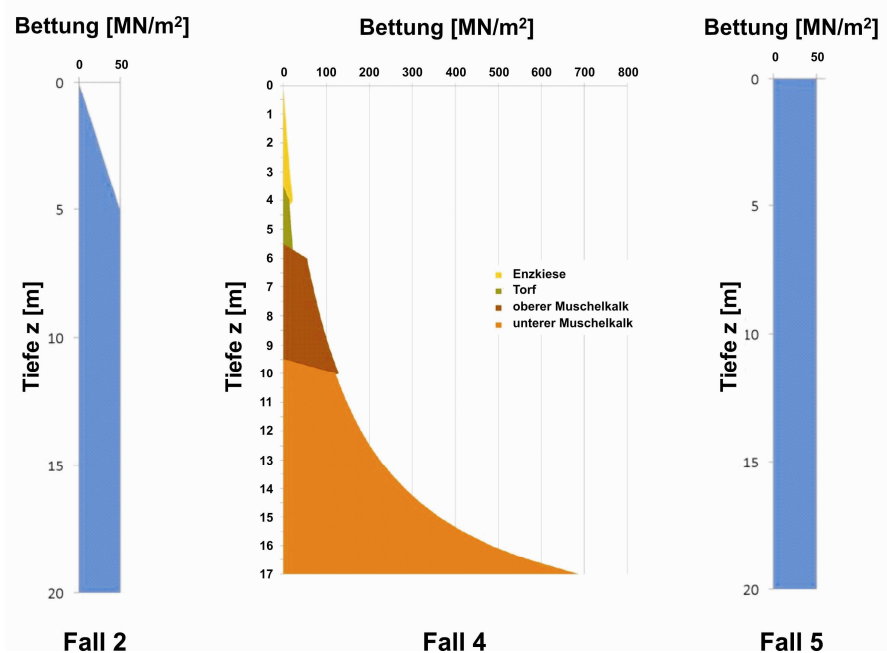 Bettung [MN/m²]
0 50
0
5
10
15
20
Tiefe z [m]
Fall 2
Bettung [MN/m²]
0 100 200 300 400 500 600 700 800
0
1
2
3
4
5
6
7
8
9
10
11
12
13
14
15
16
17
Tiefe z [m]
Enzkiese
Torf
oberer Muschelkalk
unterer Muschelkalk
Fall 4
Bettung [MN/m²]
0 50
0
5
10
15
20
Tiefe z [m]
Fall 5